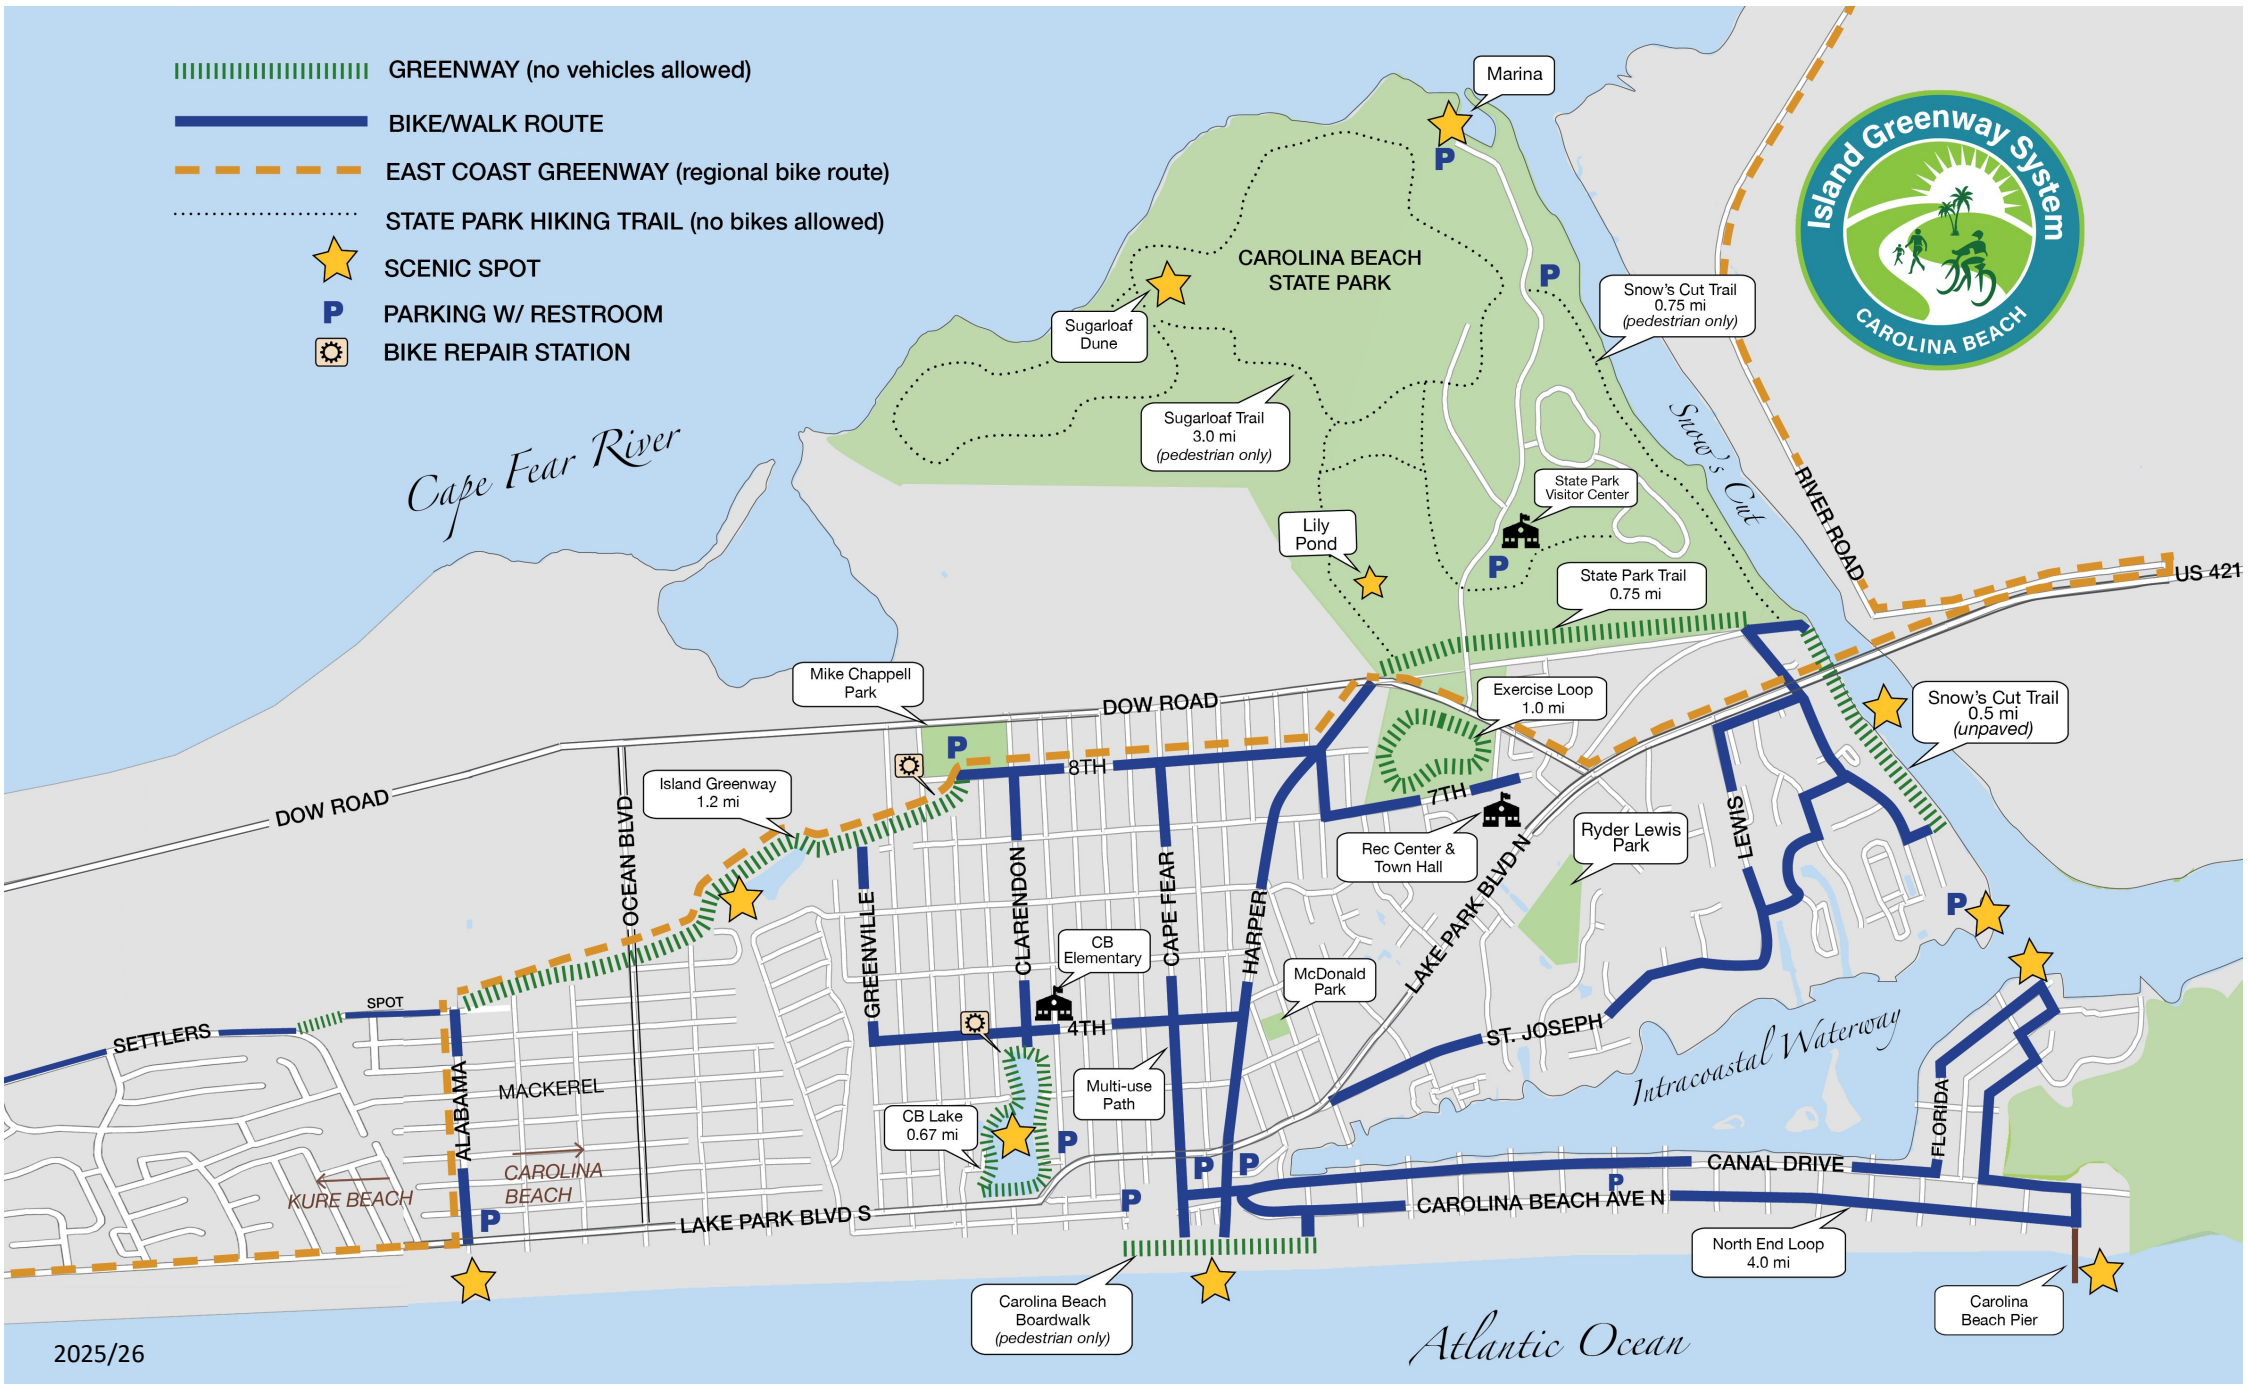 GREENWAY (no vehicles allowed)
BIKE/WALK ROUTE
EAST COAST GREENWAY (regional bike route)
STATE PARK HIKING TRAIL (no bikes allowed)
SCENIC SPOT
P
PARKING W/ RESTROOM
BIKE REPAIR STATION
Island Greenway System
CAROLINA BEACH
Marina
P
CAROLINA BEACH
STATE PARK
P
Snow's Cut Trail
0.75 mi
(pedestrian only)
Sugarloaf
Dune
Sugarloaf Trail
3.0 mi
(pedestrian only)
Cape Fear River
Snow's Cut
RIVER ROAD
State Park
Visitor Center
Lily
Pond
P
State Park Trail
0.75 mi
US 421
Mike Chappell
Park
DOW ROAD
Exercise Loop
1.0 mi
Snow's Cut Trail
0.5 mi
(unpaved)
P
8TH
Island Greenway
1.2 mi
DOW ROAD
OCEAN BLVD
7TH
Rec Center &
Town Hall
Ryder Lewis
Park
LEWIS
LAKE PARK BLVD N
GREENVILLE
CLARENDON
CAPE FEAR
HARPER
CB
Elementary
McDonald
Park
P
SPOT
SETTLERS
4TH
ST. JOSEPH
Intracoastal Waterway
MACKEREL
ALABAMA
Multi-use
Path
CB Lake
0.67 mi
P
FLORIDA
P
P
CANAL DRIVE
P
CAROLINA
BEACH
KURE BEACH
P
P
CAROLINA BEACH AVE N
LAKE PARK BLVD S
North End Loop
4.0 mi
Carolina Beach
Boardwalk
(pedestrian only)
Carolina
Beach Pier
Atlantic Ocean
2025/26